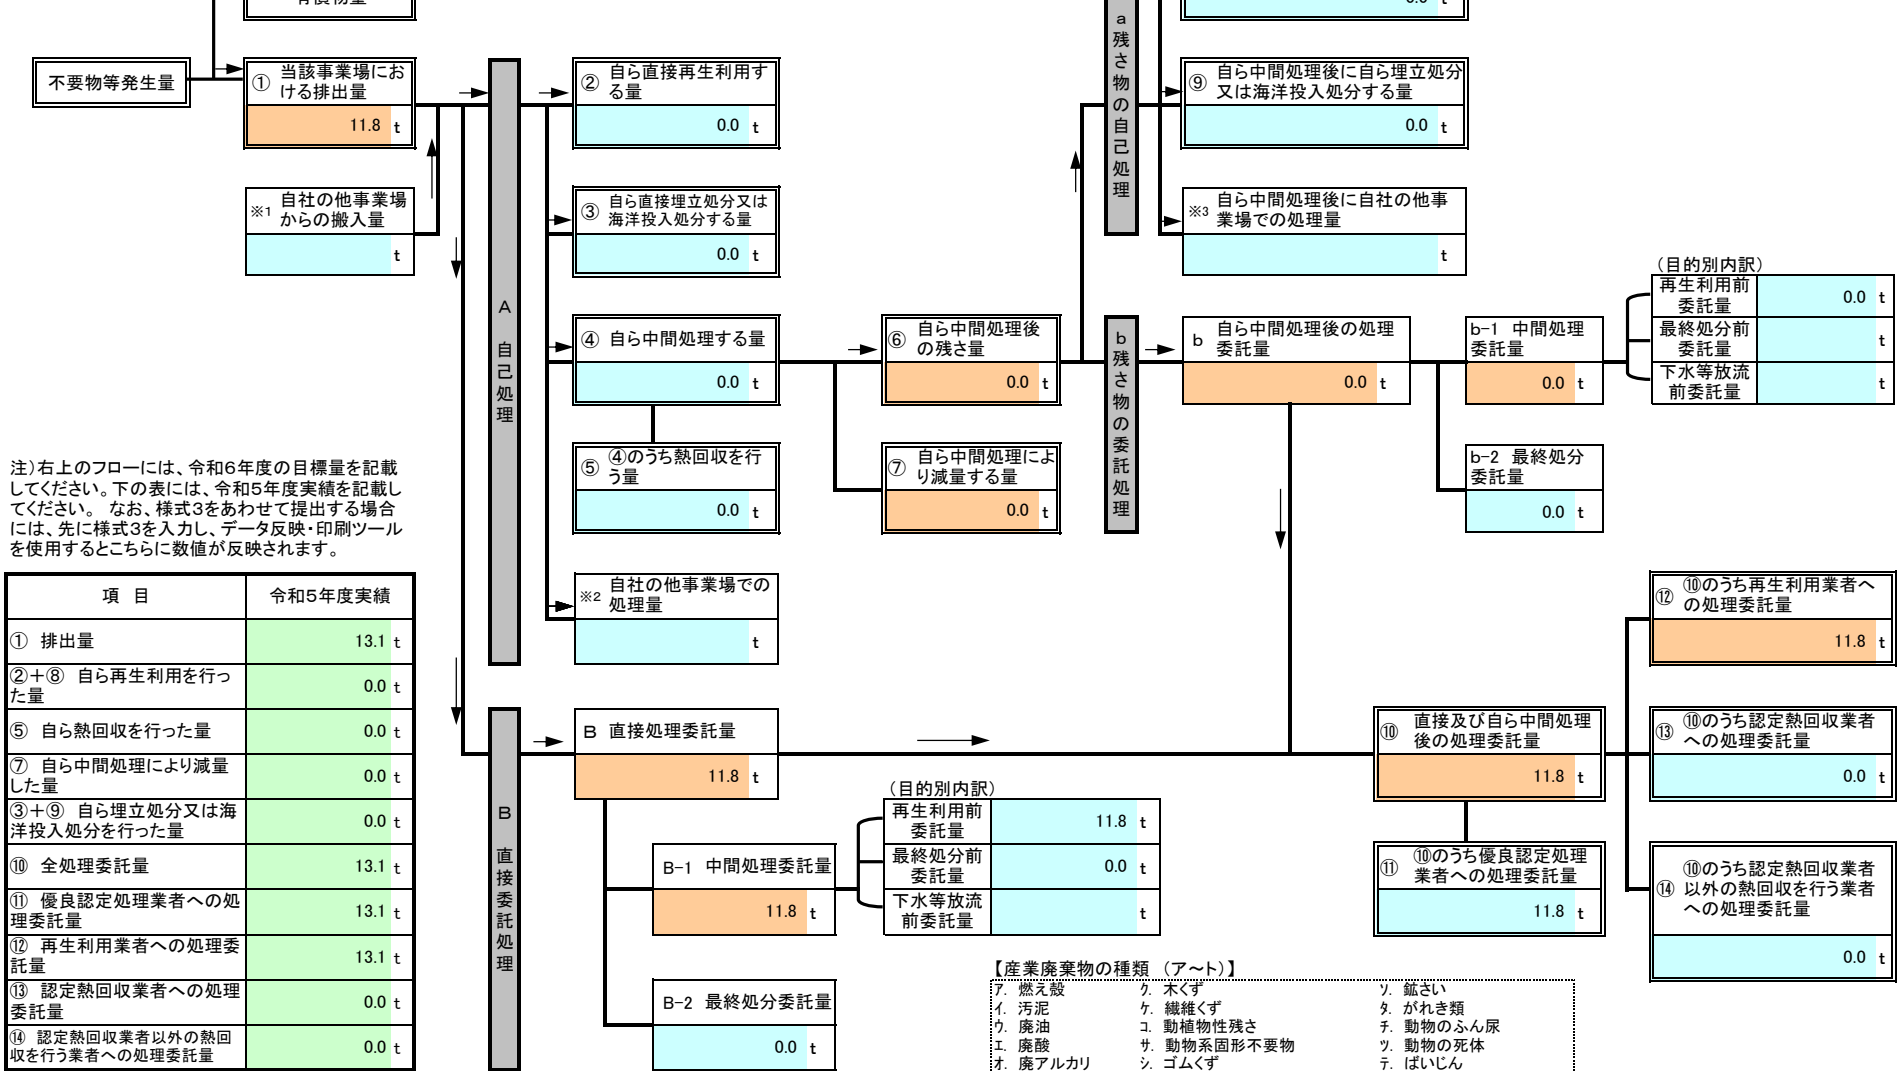 不要物等発生量
① 当該事業場にお
ける排出量
11.8 t
※1 自社の他事業場
からの搬入量
t
A 自己処理
② 自ら直接再生利用す
る量
0.0 t
③ 自ら直接埋立処分又は
海洋投入処分する量
0.0 t
④ 自ら中間処理する量
0.0 t
⑤ ④のうち熱回収を行
う量
0.0 t
※2 自社の他事業場での
処理量
t
⑥ 自ら中間処理後
の残さ量
0.0 t
⑦ 自ら中間処理によ
り減量する量
0.0 t
a 残さ物の自己処理
t
⑨ 自ら中間処理後に自ら埋立処分
又は海洋投入処分する量
0.0 t
※3 自ら中間処理後に自社の他事
業場での処理量
t
b 残さ物の委託処理
b 自ら中間処理後の処理
委託量
0.0 t
b-1 中間処理
委託量
0.0 t
(目的別内訳)
再生利用前
委託量
0.0 t
最終処分前
委託量
t
下水等放流
前委託量
t
b-2 最終処分
委託量
0.0 t
注)右上のフローには、令和6年度の目標量を記載
してください。下の表には、令和5年度実績を記載し
てください。 なお、様式3をあわせて提出する場合
には、先に様式3を入力し、データ反映・印刷ツール
を使用するとこちらに数値が反映されます。
項 目 令和5年度実績
① 排出量 13.1 t
②+⑧ 自ら再生利用を行っ
た量 0.0 t
⑤ 自ら熱回収を行った量 0.0 t
⑦ 自ら中間処理により減量
した量 0.0 t
③+⑨ 自ら埋立処分又は海
洋投入処分を行った量 0.0 t
⑩ 全処理委託量 13.1 t
⑪ 優良認定処理業者への処
理委託量 13.1 t
⑫ 再生利用業者への処理委
託量 13.1 t
⑬ 認定熱回収業者への処理
委託量 0.0 t
⑭ 認定熱回収業者以外の熱回
収を行う業者への処理委託量 0.0 t
B 直接委託処理
B 直接処理委託量
11.8 t
B-1 中間処理委託量
11.8 t
(目的別内訳)
再生利用前
委託量
11.8 t
最終処分前
委託量
0.0 t
下水等放流
前委託量
t
B-2 最終処分委託量
0.0 t
⑩ 直接及び自ら中間処理
後の処理委託量
11.8 t
⑪ ⑩のうち優良認定処理
業者への処理委託量
11.8 t
⑫ ⑩のうち再生利用業者へ
の処理委託量
11.8 t
⑬ ⑩のうち認定熱回収業者
への処理委託量
0.0 t
⑭ ⑩のうち認定熱回収業者
以外の熱回収を行う業者
への処理委託量
0.0 t
【産業廃棄物の種類 (ア~ト)】
ア. 燃え殻 ク. 木くず ソ. 鉱さい
イ. 汚泥 ケ. 繊維くず タ. がれき類
ウ. 廃油 コ. 動植物性残さ チ. 動物のふん尿
エ. 廃酸 サ. 動物系固形不要物 ツ. 動物の死体
オ. 廃アルカリ シ. ゴムくず テ. ばいじん